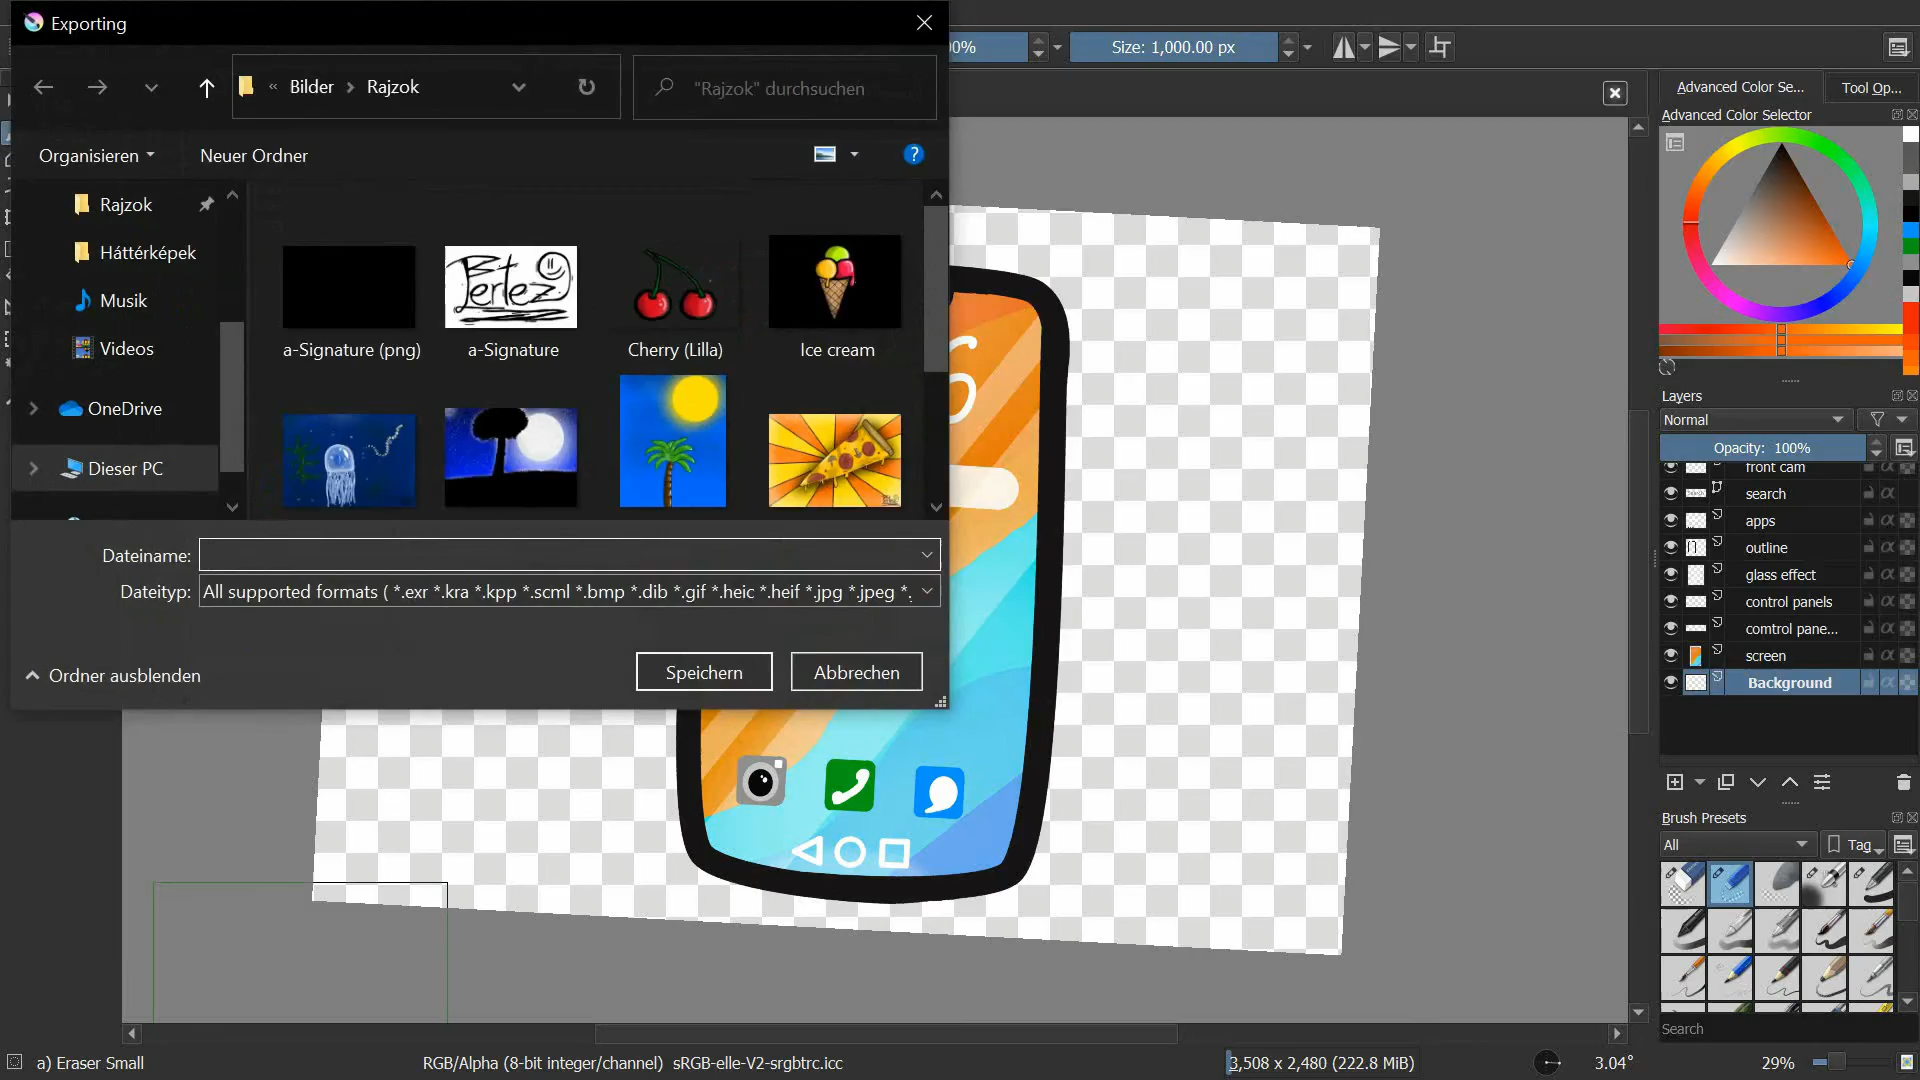 Exporting
0% Size: 1,000.00 px
« Bilder > Rajzok "Rajzok" durchsuchen
Organisieren Neuer Ordner
Rajzok
Háttérképek
Musik
Videos
OneDrive
Dieser PC
a-Signature (png) a-Signature Cherry (Lilla) Ice cream
Dateiname:
Dateityp: All supported formats ( *.exr *.kra *.kpp *.scml *.bmp *.dib *.gif *.heic *.heif *.jpg *.jpeg *.
Ordner ausblenden Speichern Abbrechen
Advanced Color Se... Tool Op...
Advanced Color Selector
Layers
Normal
Opacity: 100%
front cam
search
apps
outline
glass effect
control panels
comtrol pane...
screen
Background
Brush Presets
All Tag
Search
a) Eraser Small RGB/Alpha (8-bit integer/channel) sRGB-elle-V2-srgbtrc.icc 3,508 x 2,480 (222.8 MiB) 3.04° 29%